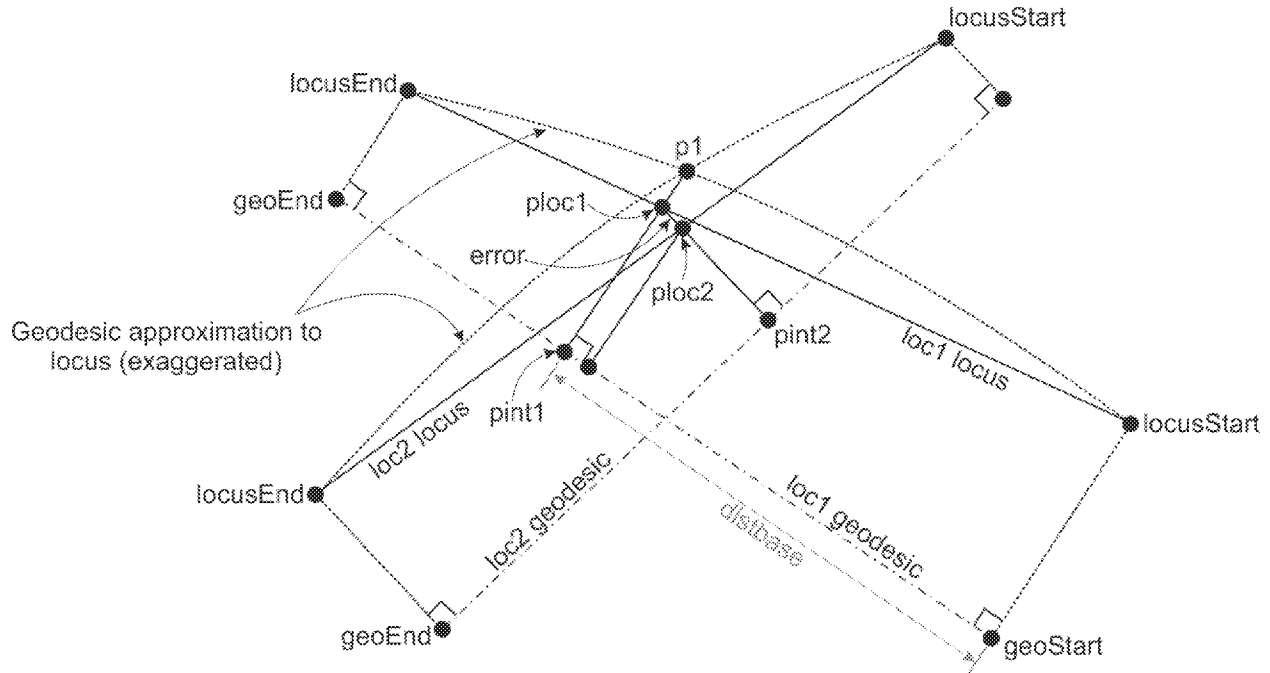 locusStart
locusEnd
p1
geoEnd
ploc1
error
ploc2
Geodesic approximation to
locus (exaggerated)
pint2
loc1 locus
pint1
loc2 locus
locusStart
locusEnd
loc2 geodesic
loc1 geodesic
distbase
geoEnd
geoStart